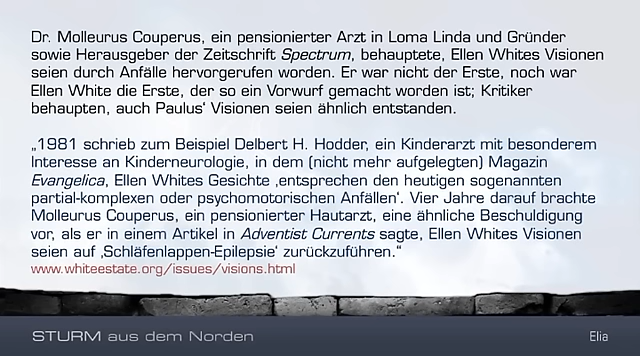 Dr. Molleurus Couperus, ein pensionierter Arzt in Loma Linda und Gründer
sowie Herausgeber der Zeitschrift Spectrum, behauptete, Ellen Whites Visionen
seien durch Anfälle hervorgerufen worden. Er war nicht der Erste, noch war
Ellen White die Erste, der so ein Vorwurf gemacht worden ist; Kritiker
behaupten, auch Paulus' Visionen seien ähnlich entstanden.
„1981 schrieb zum Beispiel Delbert H. Hodder, ein Kinderarzt mit besonderem
Interesse an Kinderneurologie, in dem (nicht mehr aufgelegten) Magazin
Evangelica, Ellen Whites Gesichte ‚entsprechen den heutigen sogenannten
partial-komplexen oder psychomotorischen Anfällen‘. Vier Jahre darauf brachte
Molleurus Couperus, ein pensionierter Hautarzt, eine ähnliche Beschuldigung
vor, als er in einem Artikel in Adventist Currents sagte, Ellen Whites Visionen
seien auf ‚Schläfenlappen-Epilepsie‘ zurückzuführen.“
www.whiteestate.org/issues/visions.html
STURM aus dem Norden
Elia